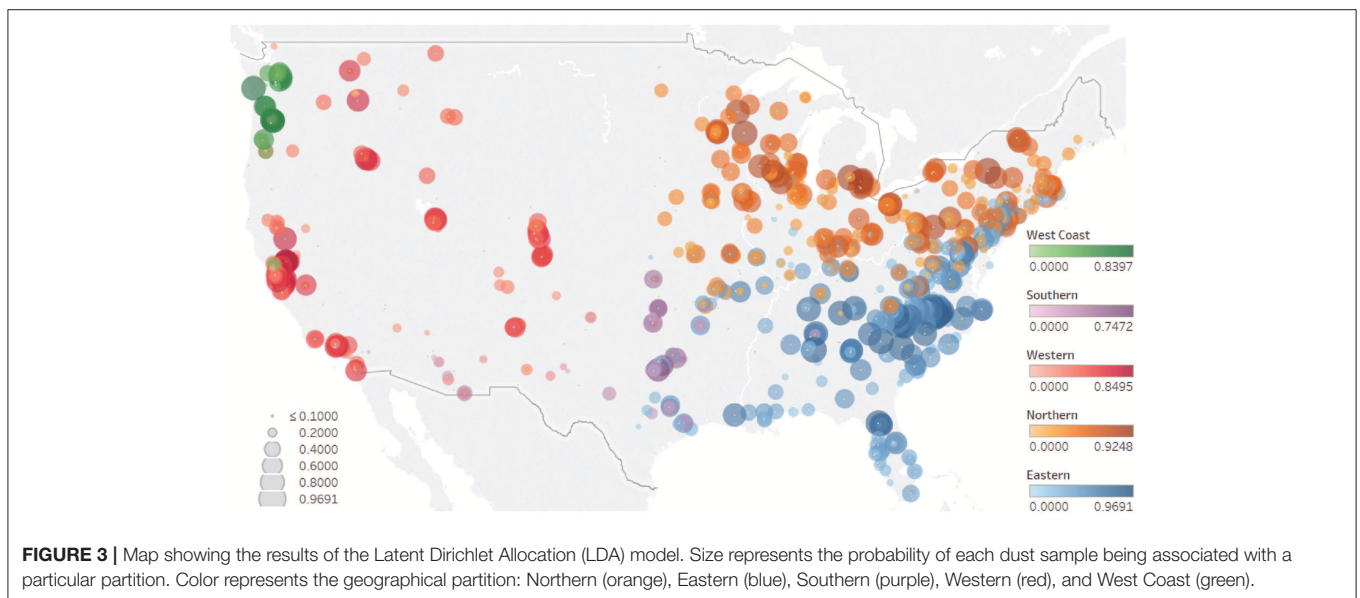 West Coast
0.0000 0.8397
Southern
0.0000 0.7472
Western
0.0000 0.8495
Northern
0.0000 0.9248
Eastern
0.0000 0.9691
≤ 0.1000
0.2000
0.4000
0.6000
0.8000
0.9691
FIGURE 3 | Map showing the results of the Latent Dirichlet Allocation (LDA) model. Size represents the probability of each dust sample being associated with a
particular partition. Color represents the geographical partition: Northern (orange), Eastern (blue), Southern (purple), Western (red), and West Coast (green).